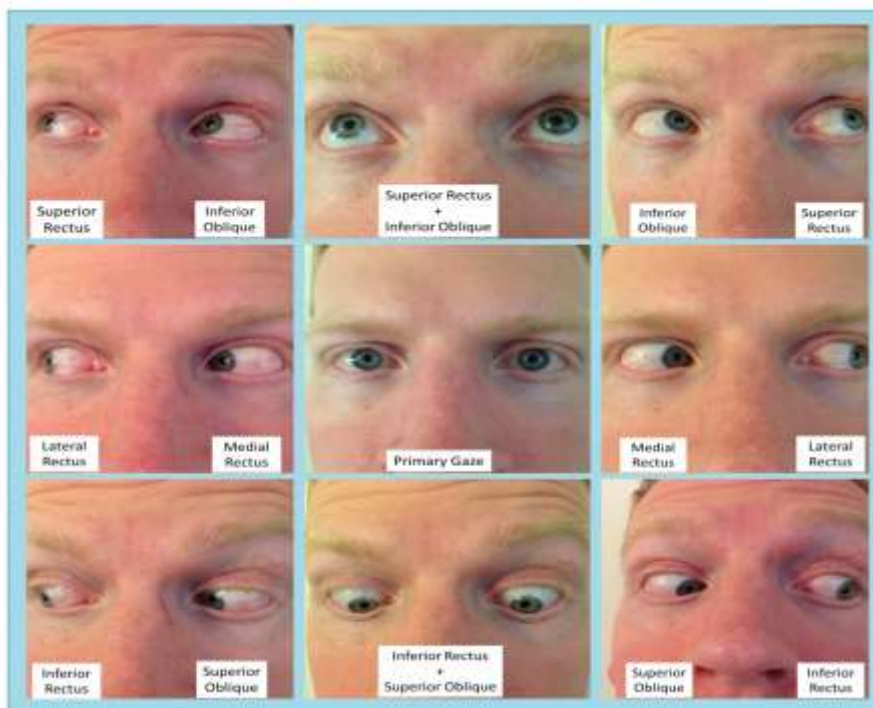 Superior
Rectus
Inferior
Oblique
Superior Rectus
+
Inferior Oblique
Inferior
Oblique
Superior
Rectus
Lateral
Rectus
Medial
Rectus
Primary Gaze
Medial
Rectus
Lateral
Rectus
Inferior
Rectus
Superior
Oblique
Inferior Rectus
+
Superior Oblique
Superior
Oblique
Inferior
Rectus